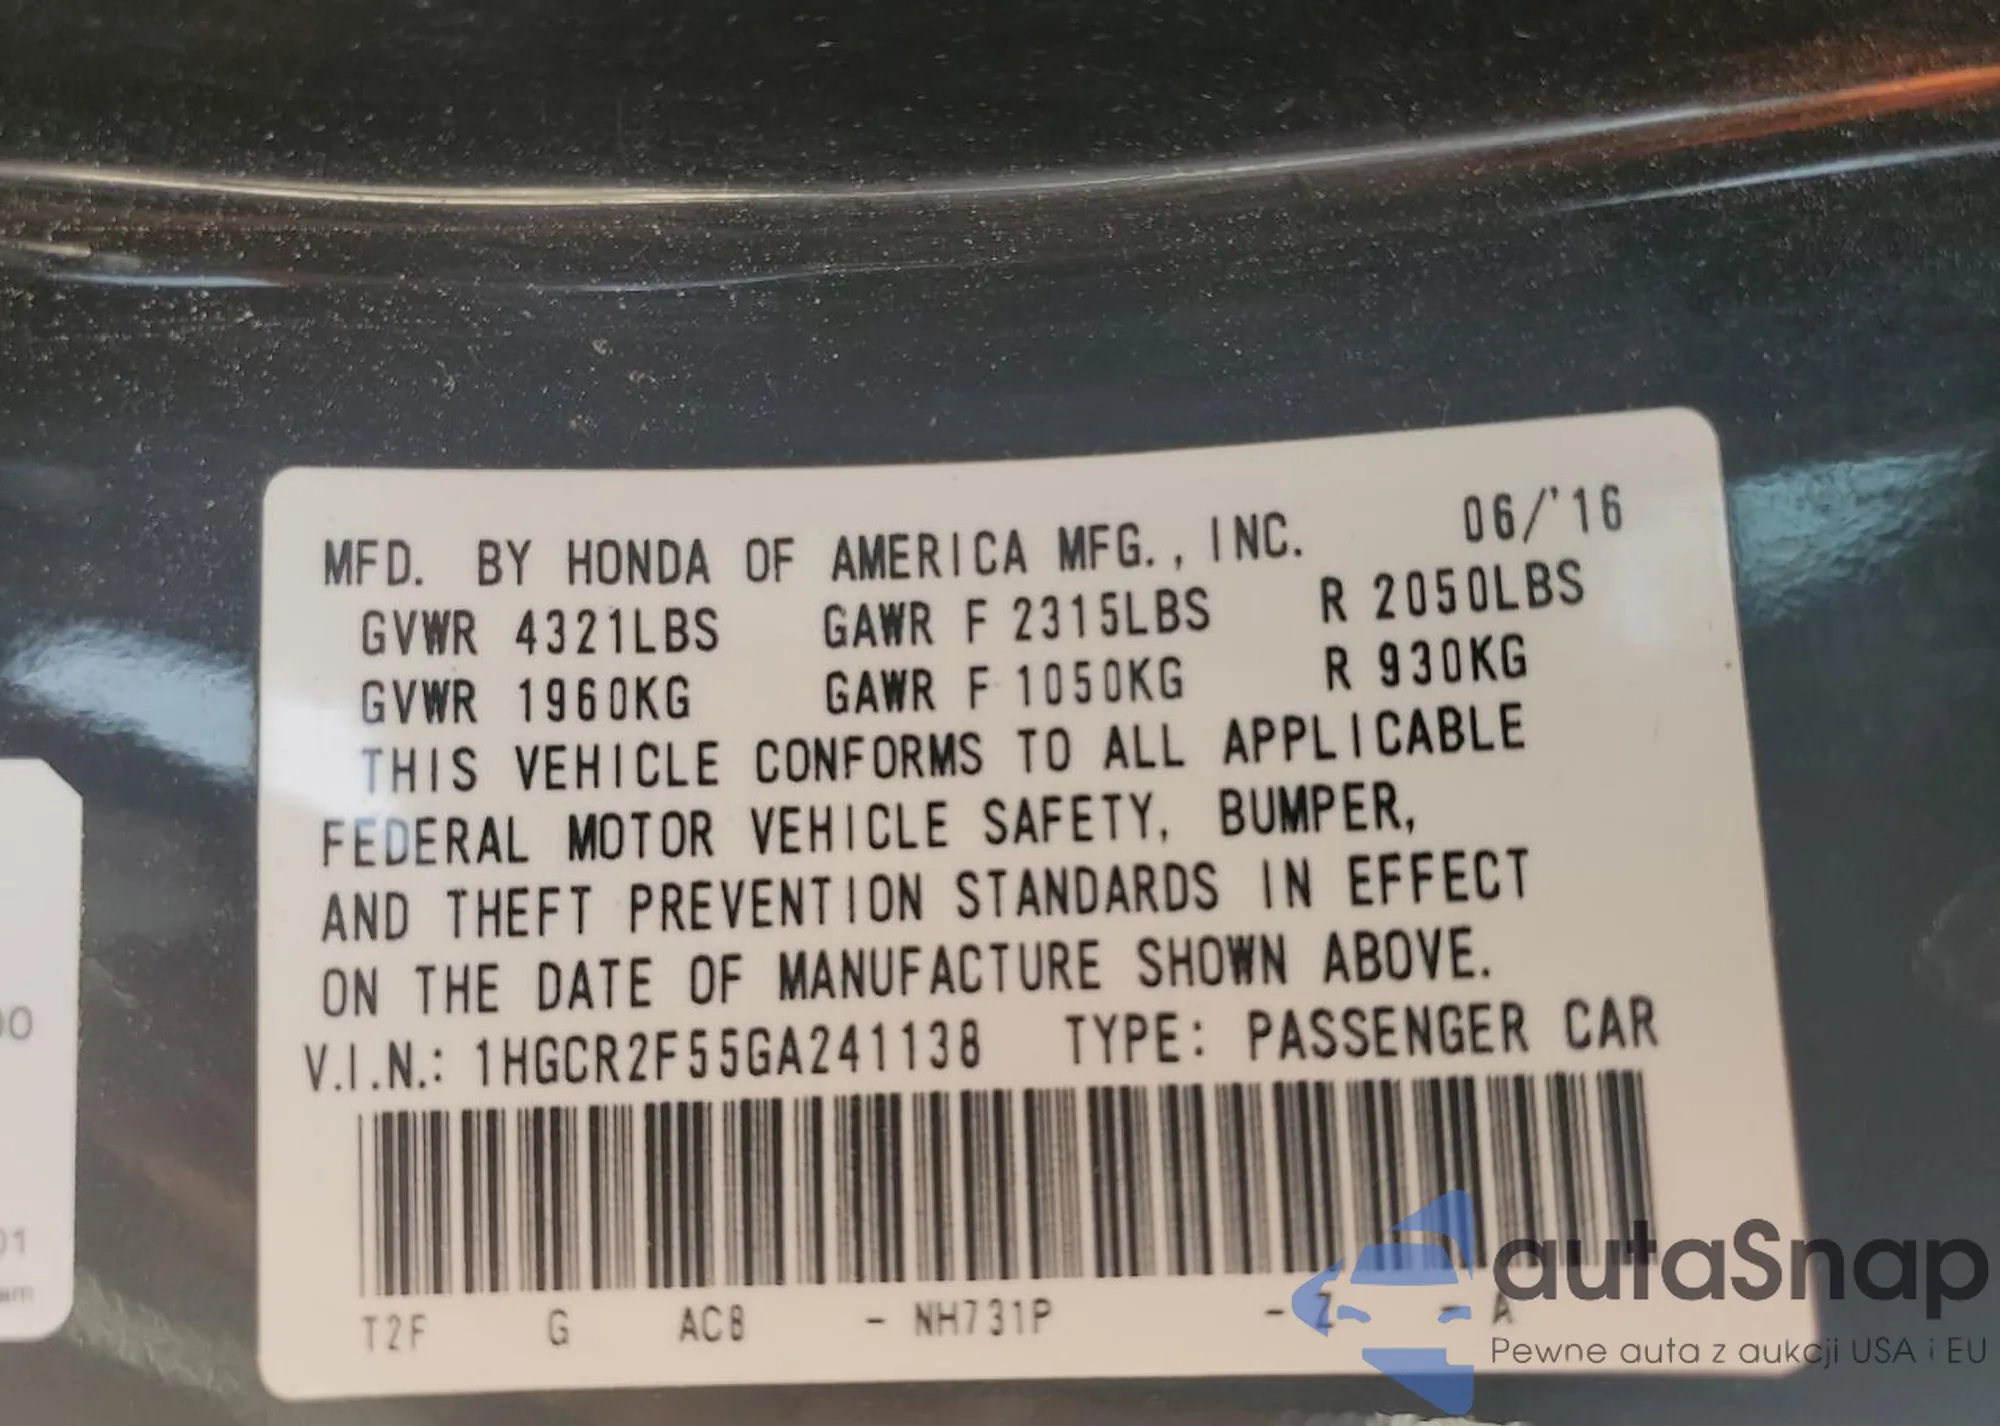 MFD. BY HONDA OF AMERICA MFG., INC. 06/'16
GVWR 4321LBS GAWR F 2315LBS R 2050LBS
GVWR 1960KG GAWR F 1050KG R 930KG
THIS VEHICLE CONFORMS TO ALL APPLICABLE
FEDERAL MOTOR VEHICLE SAFETY, BUMPER,
AND THEFT PREVENTION STANDARDS IN EFFECT
ON THE DATE OF MANUFACTURE SHOWN ABOVE.
V.I.N.: 1HGCR2F55GA241138 TYPE: PASSENGER CAR
T2F G AC8 - NH731P - Z - A
autaSnap
Pewne auta z aukcji USA i EU